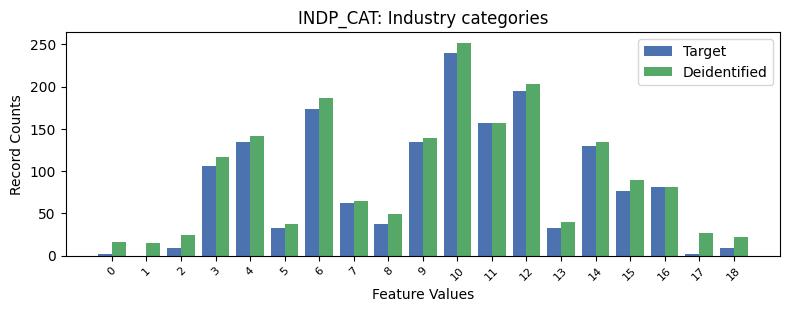 INDP_CAT: Industry categories
Target
Deidentified
Record Counts
250
200
150
100
50
0
0 1 2 3 4 5 6 7 8 9 10 11 12 13 14 15 16 17 18
Feature Values